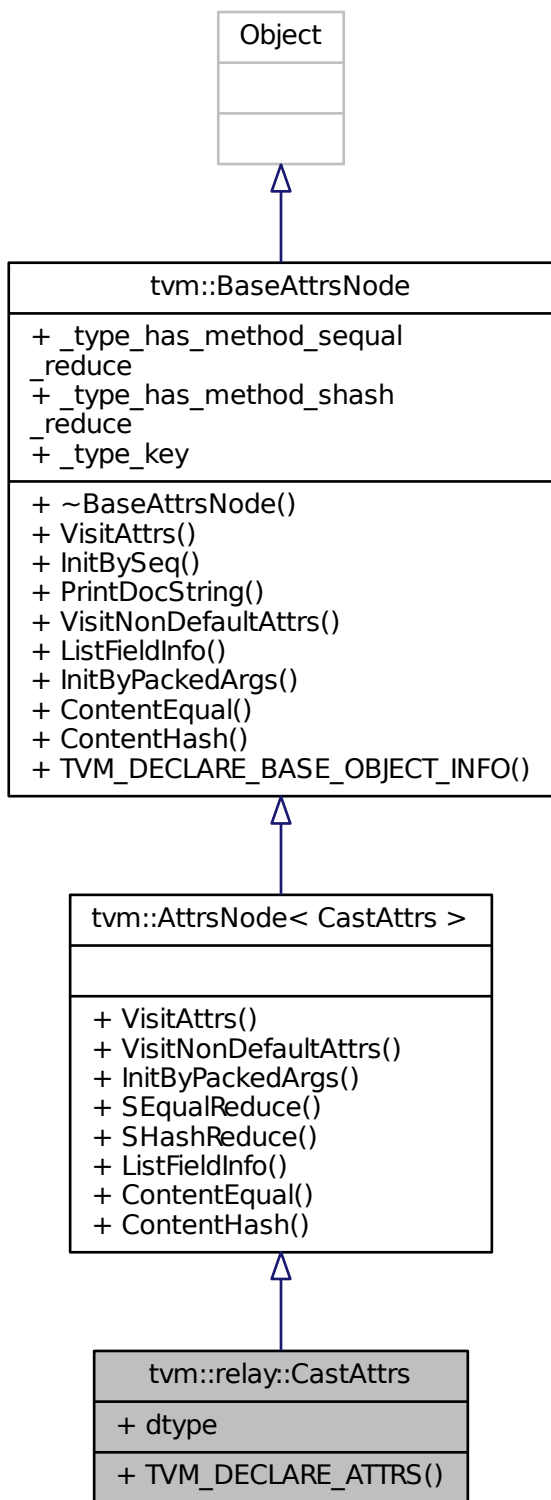 Object
tvm::BaseAttrsNode
+ _type_has_method_sequal
_reduce
+ _type_has_method_shash
_reduce
+ _type_key
+ ~BaseAttrsNode()
+ VisitAttrs()
+ InitBySeq()
+ PrintDocString()
+ VisitNonDefaultAttrs()
+ ListFieldInfo()
+ InitByPackedArgs()
+ ContentEqual()
+ ContentHash()
+ TVM_DECLARE_BASE_OBJECT_INFO()
tvm::AttrsNode< CastAttrs >
+ VisitAttrs()
+ VisitNonDefaultAttrs()
+ InitByPackedArgs()
+ SEqualReduce()
+ SHashReduce()
+ ListFieldInfo()
+ ContentEqual()
+ ContentHash()
tvm::relay::CastAttrs
+ dtype
+ TVM_DECLARE_ATTRS()